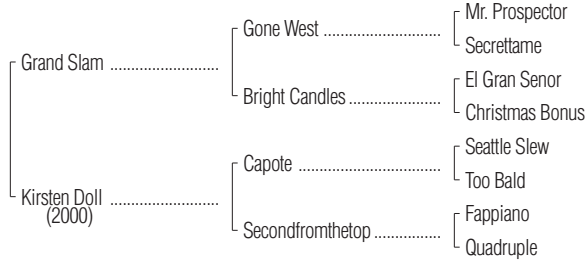 Mr. Prospector
Gone West
Secrettame
Grand Slam
El Gran Senor
Bright Candles
Christmas Bonus
Seattle Slew
Capote
Too Bald
Kirsten Doll
(2000)
Fappiano
Secondfromthetop
Quadruple